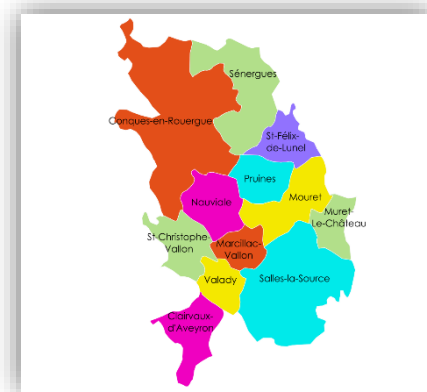 Sénergues
Conques-en-Rouergue
St-Félix-
de-Lunel
Pruines
Mouret
Nauviale
Muret-
Le-Château
St-Christophe-
Vallon
Marcillac-
Vallon
Salles-la-Source
Valady
Clairvaux-
d'Aveyron